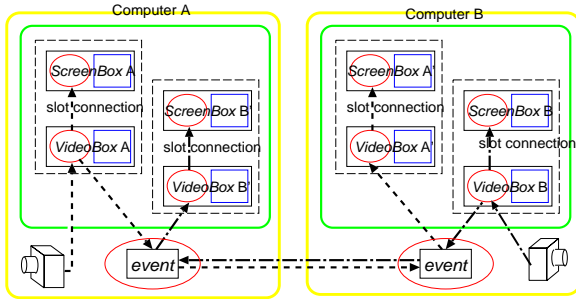 Computer A
ScreenBox A
slot connection
VideoBox A
ScreenBox B'
slot connection
VideoBox B'
event
Computer B
ScreenBox A'
slot connection
VideoBox A'
ScreenBox B
slot connection
VideoBox B
event